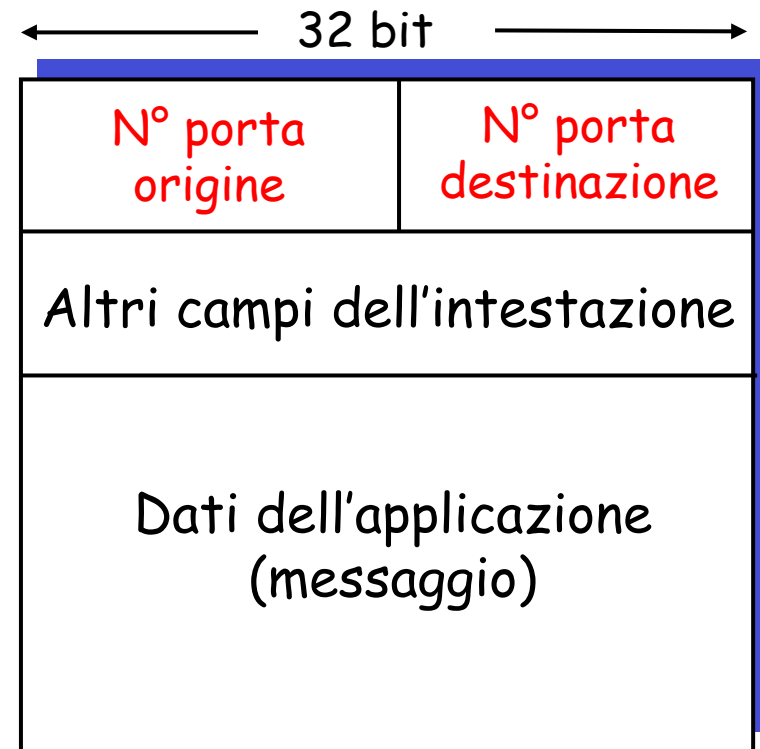 32 bit
N° porta
origine
N° porta
destinazione
Altri campi dell'intestazione
Dati dell'applicazione
(messaggio)